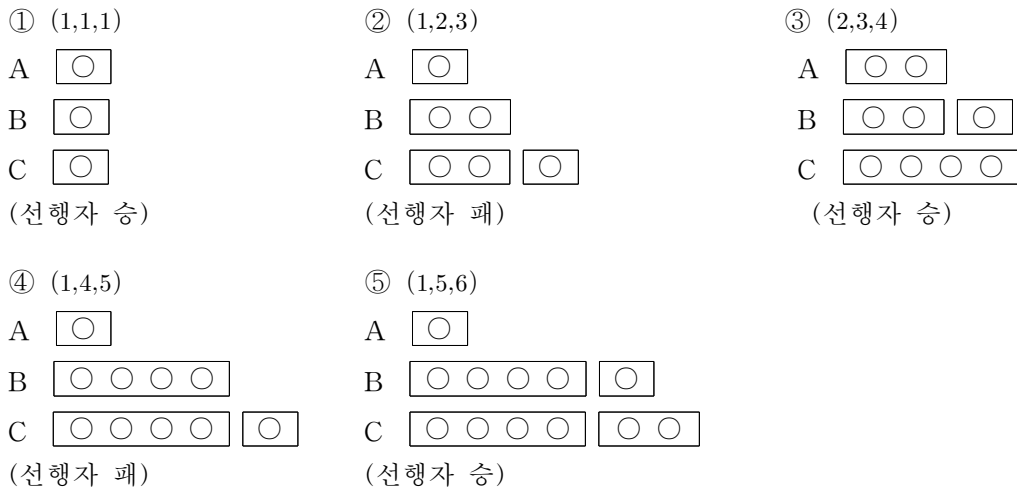 ① (1,1,1)
A
B
C
(선행자 승)
② (1,2,3)
A
B
C
(선행자 패)
③ (2,3,4)
A
B
C
(선행자 승)
④ (1,4,5)
A
B
C
(선행자 패)
⑤ (1,5,6)
A
B
C
(선행자 승)